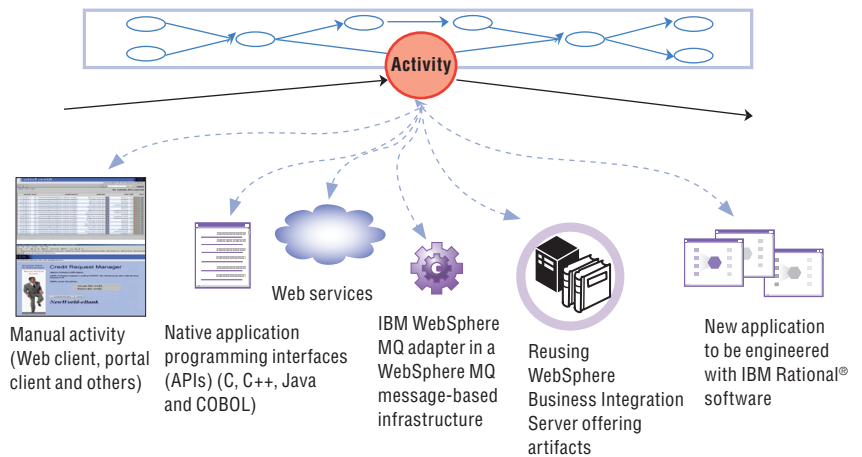 Activity
Credit Request Manager
NewWorld-eBank
Manual activity
(Web client, portal
client and others)
Native application
programming interfaces
(APIs) (C, C++, Java
and COBOL)
Web services
IBM WebSphere
MQ adapter in a
WebSphere MQ
message-based
infrastructure
Reusing
WebSphere
Business Integration
Server offering
artifacts
New application
to be engineered
with IBM Rational®
software